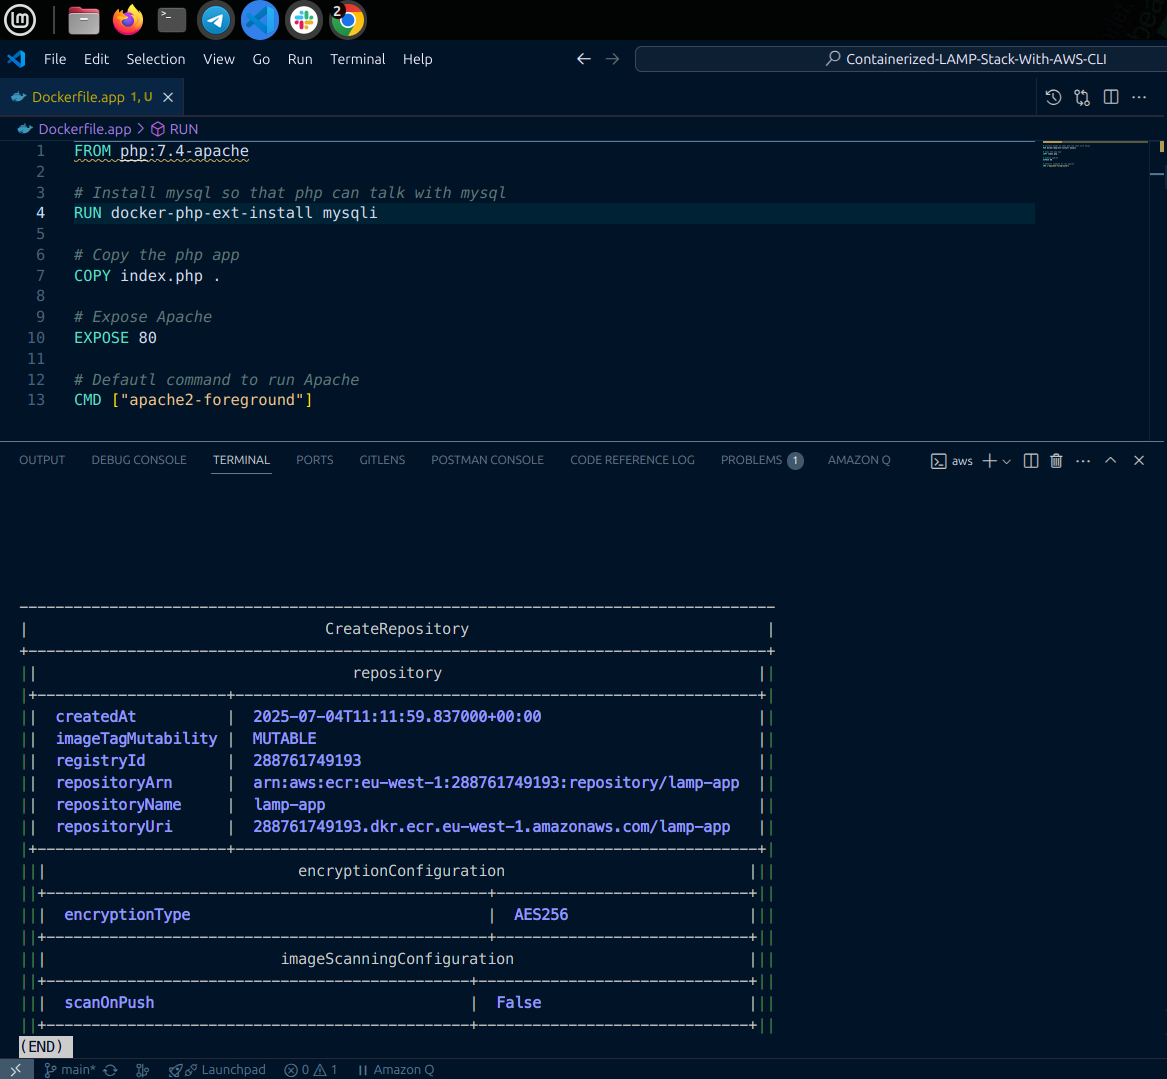 2
File Edit Selection View Go Run Terminal Help Containerized-LAMP-Stack-With-AWS-CLI
Dockerfile.app 1, U
Dockerfile.app > RUN
1 FROM php:7.4-apache
2
3 # Install mysql so that php can talk with mysql
4 RUN docker-php-ext-install mysqli
5
6 # Copy the php app
7 COPY index.php .
8
9 # Expose Apache
10 EXPOSE 80
11
12 # Defautl command to run Apache
13 CMD ["apache2-foreground"]
OUTPUT DEBUG CONSOLE TERMINAL PORTS GITLENS POSTMAN CONSOLE CODE REFERENCE LOG PROBLEMS 1 AMAZON Q aws
CreateRepository
repository
createdAt | 2025-07-04T11:11:59.837000+00:00
imageTagMutability | MUTABLE
registryId | 288761749193
repositoryArn | arn:aws:ecr:eu-west-1:288761749193:repository/lamp-app
repositoryName | lamp-app
repositoryUri | 288761749193.dkr.ecr.eu-west-1.amazonaws.com/lamp-app
encryptionConfiguration
encryptionType | AES256
imageScanningConfiguration
scanOnPush | False
(END)
main* Launchpad 0 1 Amazon Q